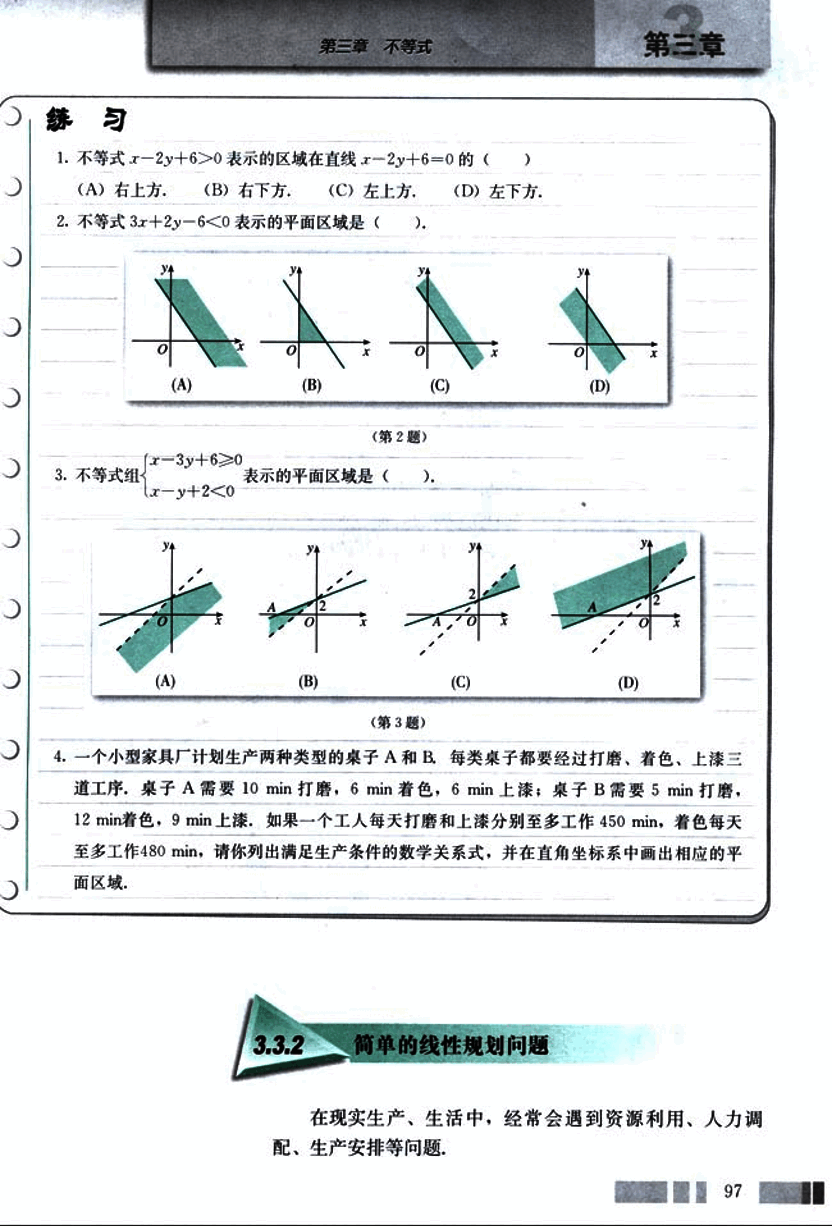 第三章 不等式
第三章
练 习
1. 不等式 x-2y+6>0 表示的区域在直线 x-2y+6=0 的 ( )
(A) 右上方. (B) 右下方. (C) 左上方. (D) 左下方.
2. 不等式 3x+2y-6<0 表示的平面区域是 ( ).
y y y y
O x O x O x O x
(A) (B) (C) (D)
(第 2 题)
3. 不等式组{x-3y+6≥0
x-y+2<0 表示的平面区域是 ( ).
y y y y
O x A 2 O x 2 A O x A 2 O x
(A) (B) (C) (D)
(第 3 题)
4. 一个小型家具厂计划生产两种类型的桌子 A 和 B. 每类桌子都要经过打磨、着色、上漆三
道工序. 桌子 A 需要 10 min 打磨, 6 min 着色, 6 min 上漆; 桌子 B 需要 5 min 打磨,
12 min着色, 9 min 上漆. 如果一个工人每天打磨和上漆分别至多工作 450 min, 着色每天
至多工作480 min, 请你列出满足生产条件的数学关系式, 并在直角坐标系中画出相应的平
面区域.
3.3.2 简单的线性规划问题
在现实生产、生活中, 经常会遇到资源利用、人力调
配、生产安排等问题.
97